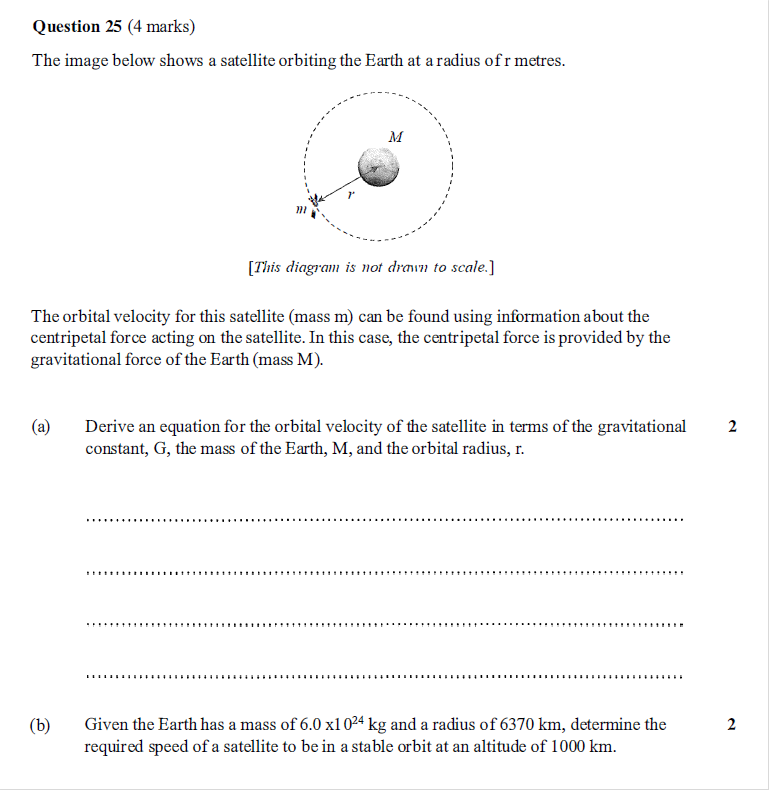 Question 25 (4 marks)
The image below shows a satellite orbiting the Earth at a radius of r metres.
M
r
m
[This diagram is not drawn to scale.]
The orbital velocity for this satellite (mass m) can be found using information about the
centripetal force acting on the satellite. In this case, the centripetal force is provided by the
gravitational force of the Earth (mass M).
(a) Derive an equation for the orbital velocity of the satellite in terms of the gravitational 2
constant, G, the mass of the Earth, M, and the orbital radius, r.
(b) Given the Earth has a mass of 6.0 x10²⁴ kg and a radius of 6370 km, determine the 2
required speed of a satellite to be in a stable orbit at an altitude of 1000 km.